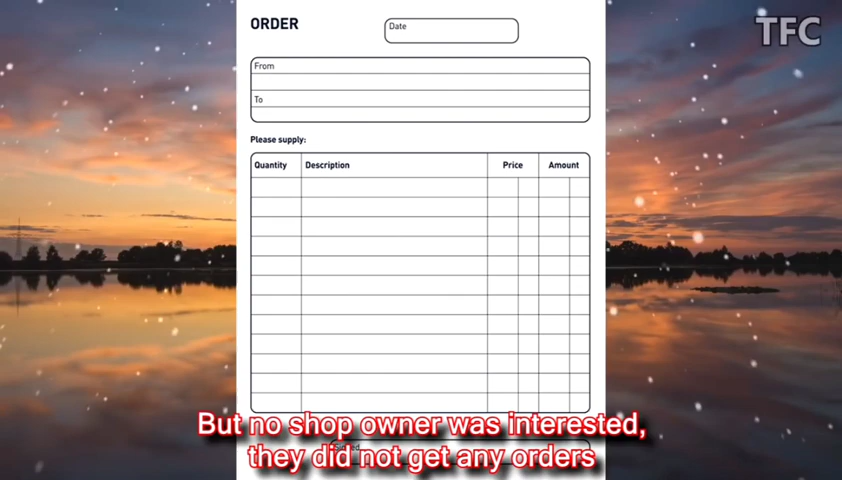 TFC
ORDER
Date
From
To
Please supply:
Quantity Description Price Amount
Signed
But no shop owner was interested,
they did not get any orders